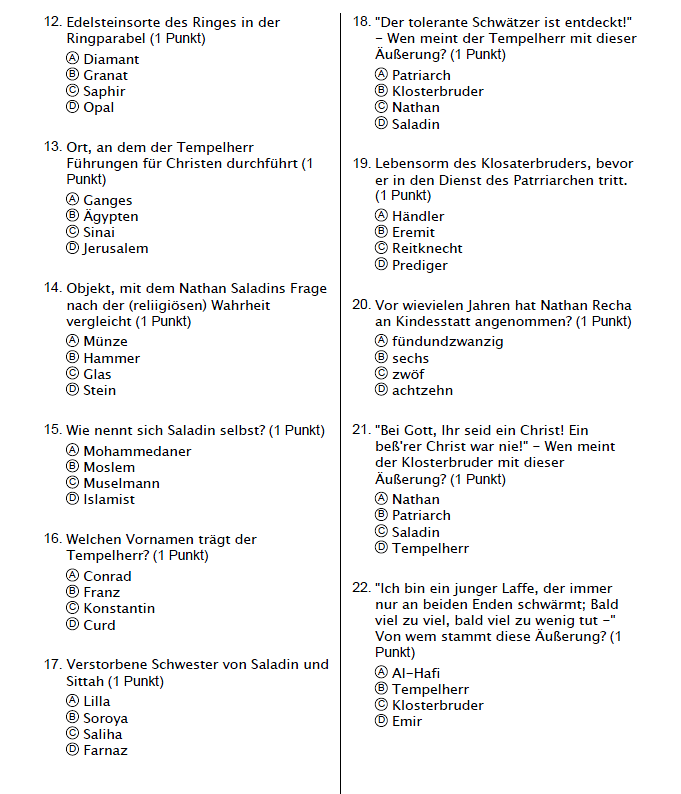 12. Edelsteinsorte des Ringes in der
Ringparabel (1 Punkt)
A Diamant
B Granat
C Saphir
D Opal
13. Ort, an dem der Tempelherr
Führungen für Christen durchführt (1
Punkt)
A Ganges
B Ägypten
C Sinai
D Jerusalem
14. Objekt, mit dem Nathan Saladins Frage
nach der (reliigiösen) Wahrheit
vergleicht (1 Punkt)
A Münze
B Hammer
C Glas
D Stein
15. Wie nennt sich Saladin selbst? (1 Punkt)
A Mohammedaner
B Moslem
C Muselmann
D Islamist
16. Welchen Vornamen trägt der
Tempelherr? (1 Punkt)
A Conrad
B Franz
C Konstantin
D Curd
17. Verstorbene Schwester von Saladin und
Sittah (1 Punkt)
A Lilla
B Soroya
C Saliha
D Farnaz
18. "Der tolerante Schwätzer ist entdeckt!"
- Wen meint der Tempelherr mit dieser
Äußerung? (1 Punkt)
A Patriarch
B Klosterbruder
C Nathan
D Saladin
19. Lebensorm des Klosaterbruders, bevor
er in den Dienst des Patrriarchen tritt.
(1 Punkt)
A Händler
B Eremit
C Reitknecht
D Prediger
20. Vor wievielen Jahren hat Nathan Recha
an Kindesstatt angenommen? (1 Punkt)
A fündundzwanzig
B sechs
C zwöf
D achtzehn
21. "Bei Gott, Ihr seid ein Christ! Ein
beß'rer Christ war nie!" - Wen meint
der Klosterbruder mit dieser
Äußerung? (1 Punkt)
A Nathan
B Patriarch
C Saladin
D Tempelherr
22. "Ich bin ein junger Laffe, der immer
nur an beiden Enden schwärmt; Bald
viel zu viel, bald viel zu wenig tut -"
Von wem stammt diese Äußerung? (1
Punkt)
A Al-Hafi
B Tempelherr
C Klosterbruder
D Emir